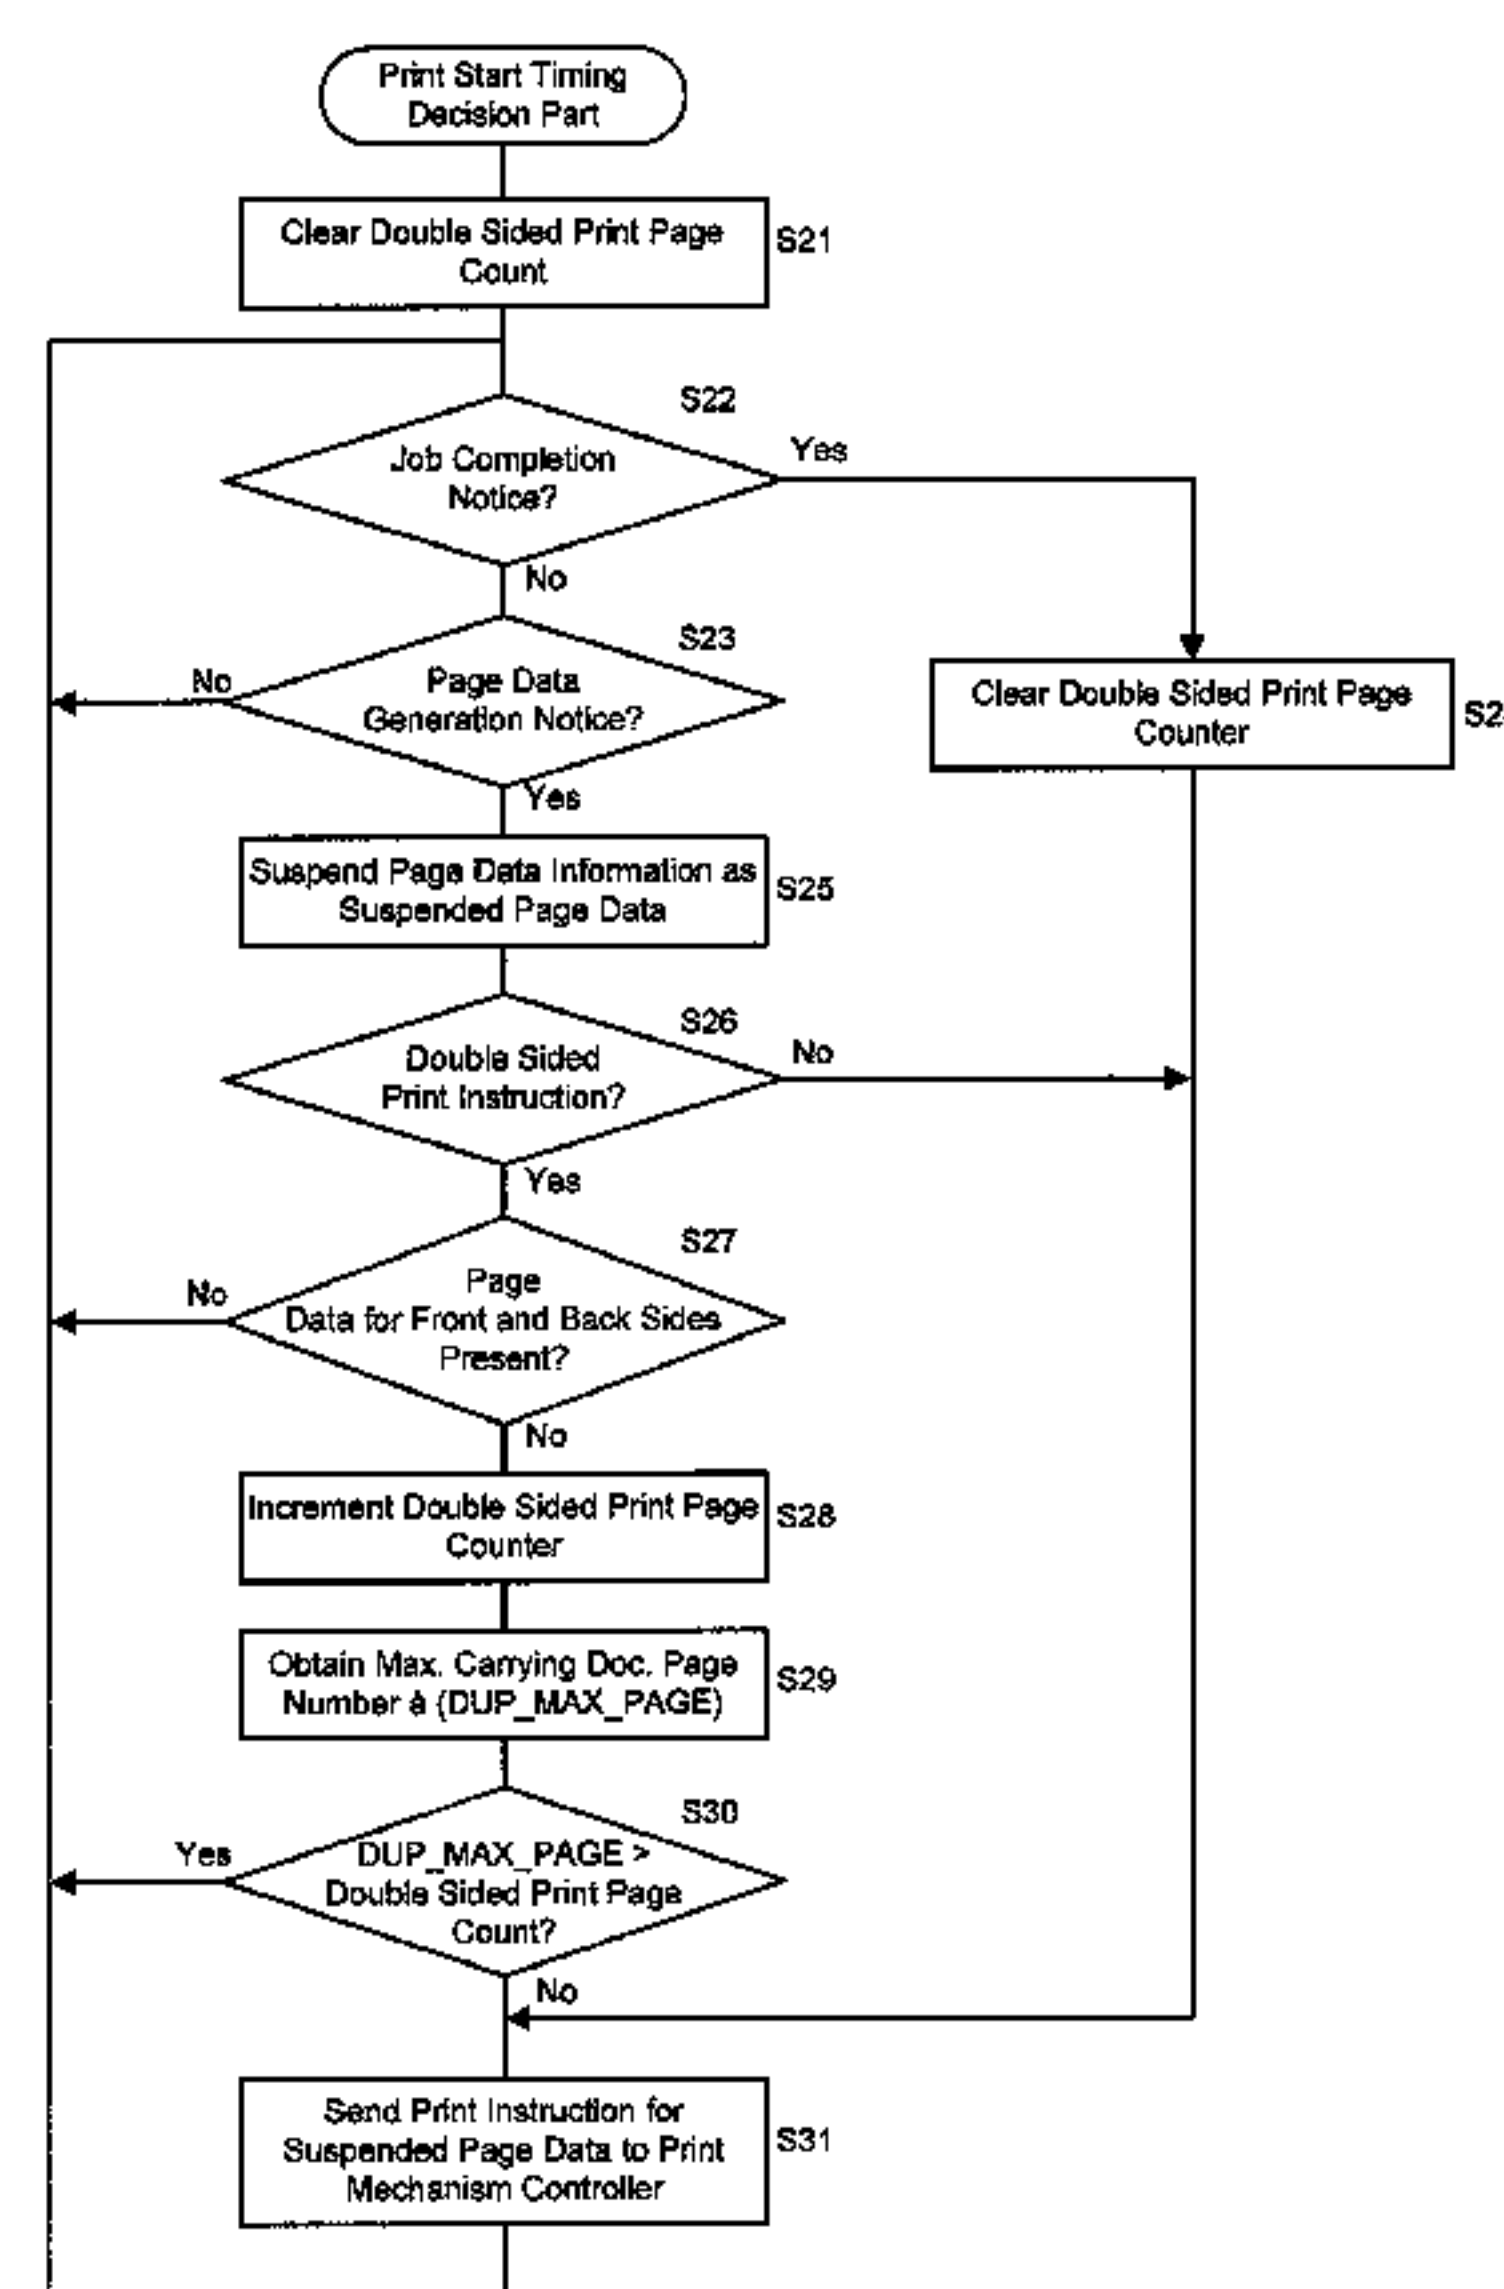 Print Start Timing
Decision Part
Clear Double Sided Print Page
Count
S21
S22
Job Completion
Notice?
Yes
No
S23
Page Data
Generation Notice?
No
Yes
Clear Double Sided Print Page
Counter
S2
Suspend Page Data Information as
Suspended Page Data
S25
S26
Double Sided
Print Instruction?
No
Yes
S27
Page
Data for Front and Back Sides
Present?
No
No
Increment Double Sided Print Page
Counter
S28
Obtain Max. Carrying Doc. Page
Number à (DUP_MAX_PAGE)
S29
S30
DUP_MAX_PAGE >
Double Sided Print Page
Count?
Yes
No
Send Print Instruction for
Suspended Page Data to Print
Mechanism Controller
S31